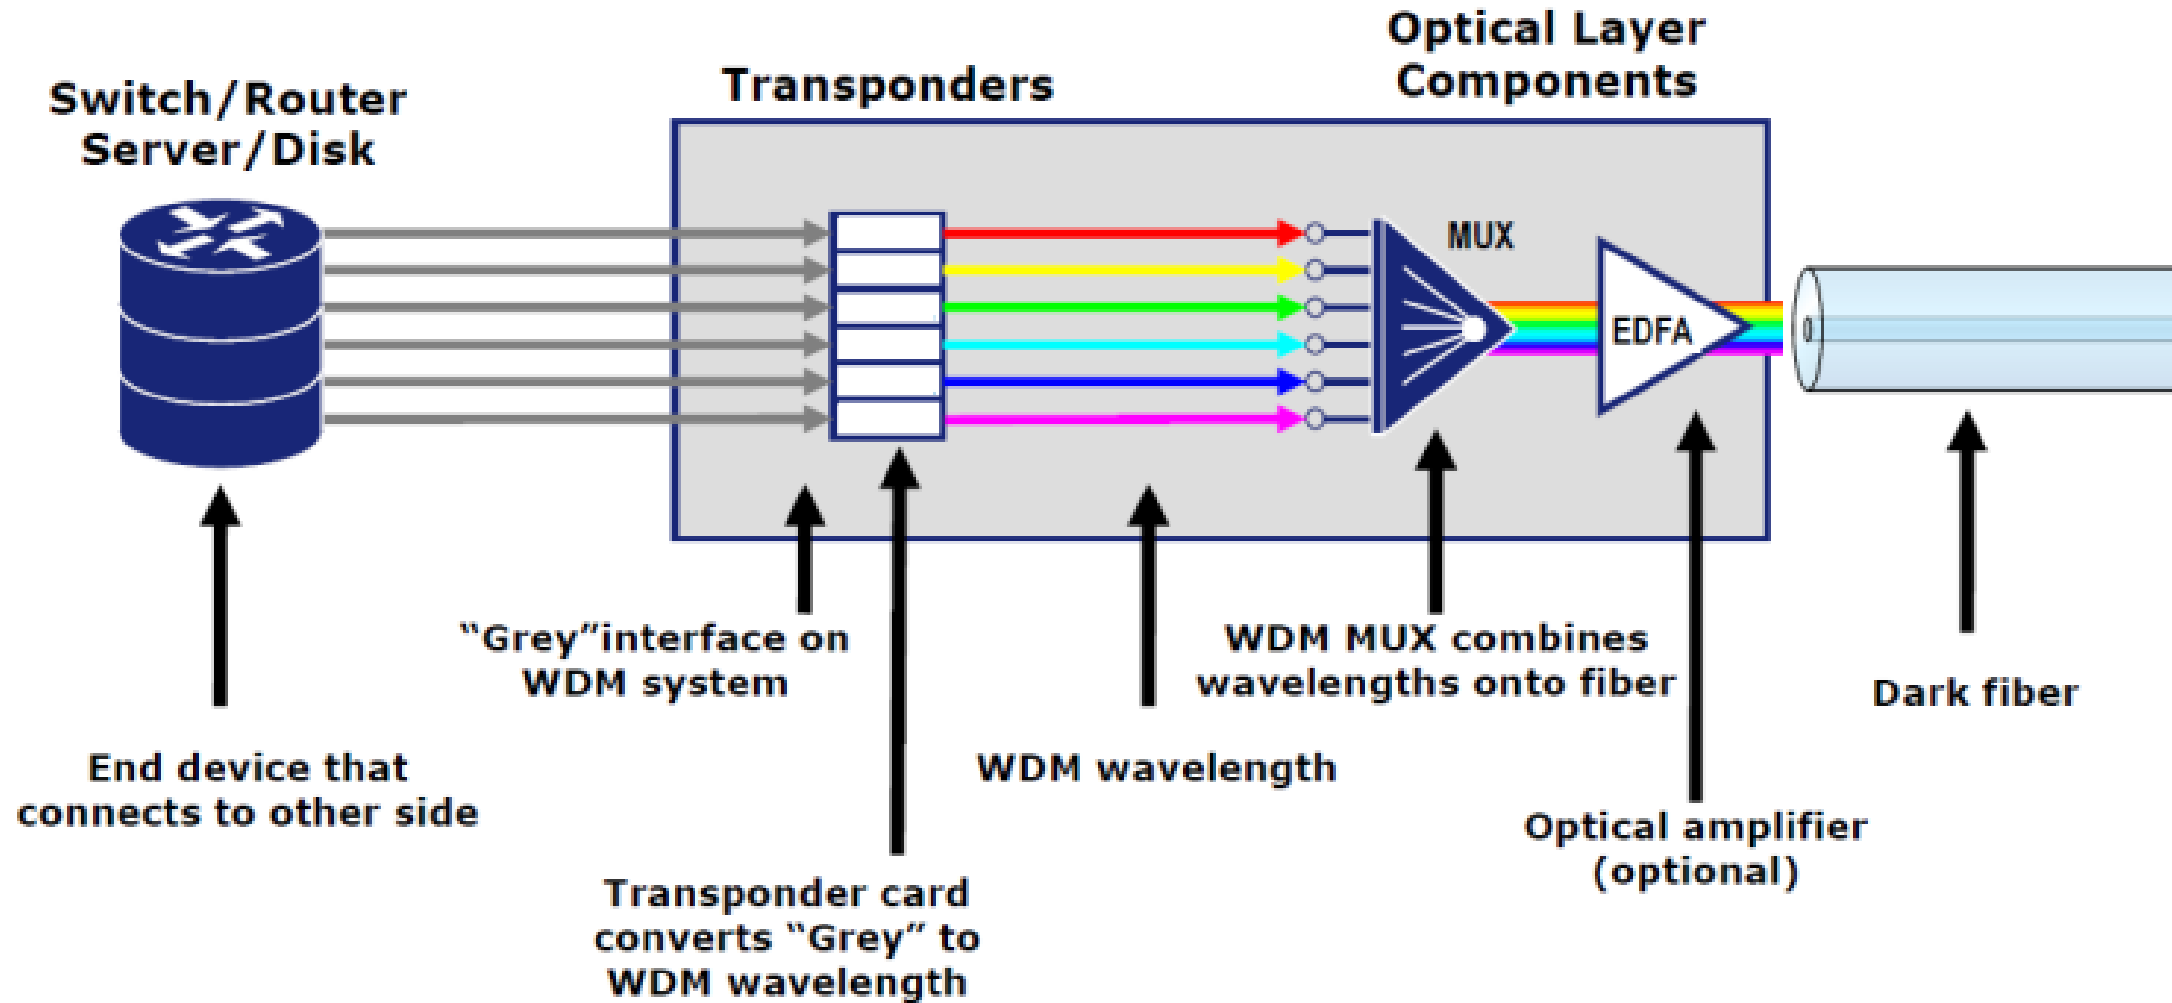 Optical Layer
Components
Transponders
Switch/Router
Server/Disk
MUX
EDFA
“Grey”interface on
WDM system
WDM MUX combines
wavelengths onto fiber
Dark fiber
End device that
connects to other side
WDM wavelength
Optical amplifier
(optional)
Transponder card
converts “Grey” to
WDM wavelength